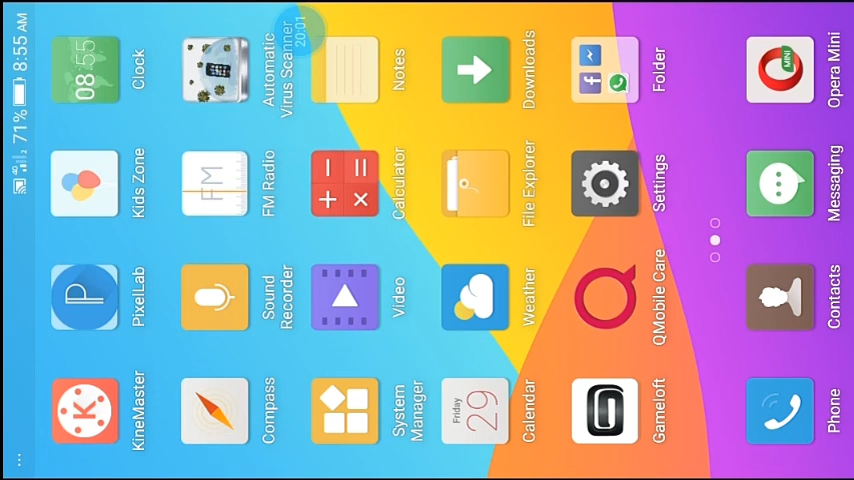 ... 4G 2 71% 8:55 AM
20:01
P
08:55
KineMaster
PixelLab
Kids Zone
Clock
FM
Compass
Sound
Recorder
FM Radio
Automatic
Virus Scanner
System
Manager
Video
Calculator
Notes
Friday
29
Calendar
Weather
File Explorer
Downloads
Gameloft
QMobile Care
Settings
Folder
MINI
Phone
Contacts
Messaging
Opera Mini